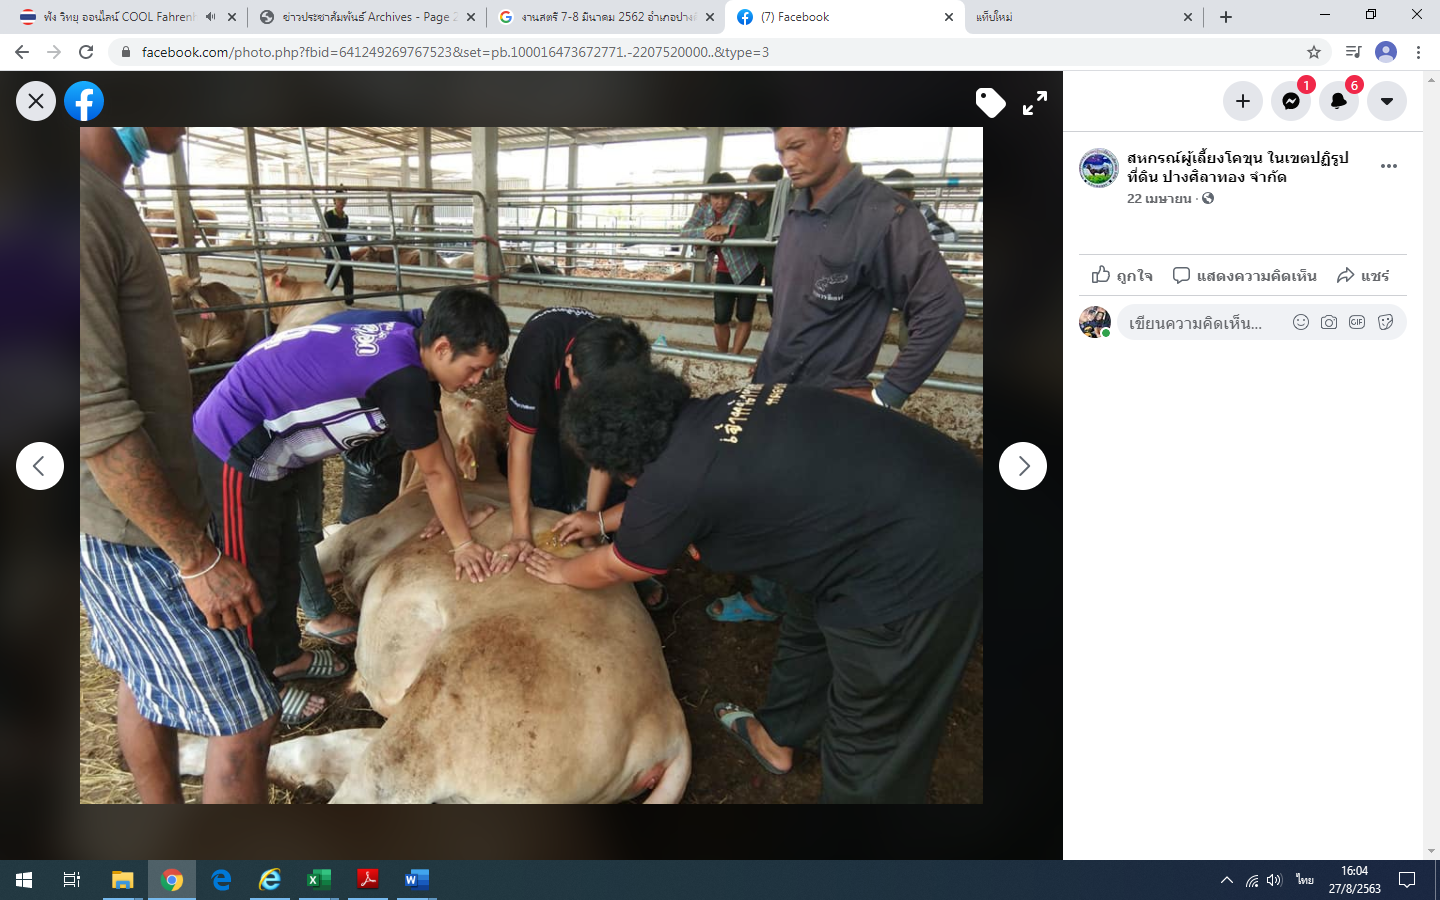 ฟัง วิทยุ ออนไลน์ COOL Fahrenh
ข่าวประชาสัมพันธ์ Archives - Page 2
งานสตรี 7-8 มีนาคม 2562 อำเภอปางศิ
(7) Facebook
แท็บใหม่
facebook.com/photo.php?fbid=641249269767523&set=pb.100016473672771.-2207520000..&type=3
1
6
สหกรณ์ผู้เลี้ยงโคขุน ในเขตปฏิรูป
ที่ดิน ปางศิลาทอง จำกัด
22 เมษายน ·
ถูกใจ
แสดงความคิดเห็น
แชร์
เขียนความคิดเห็น...
GIF
ไทย
16:04
27/8/2563